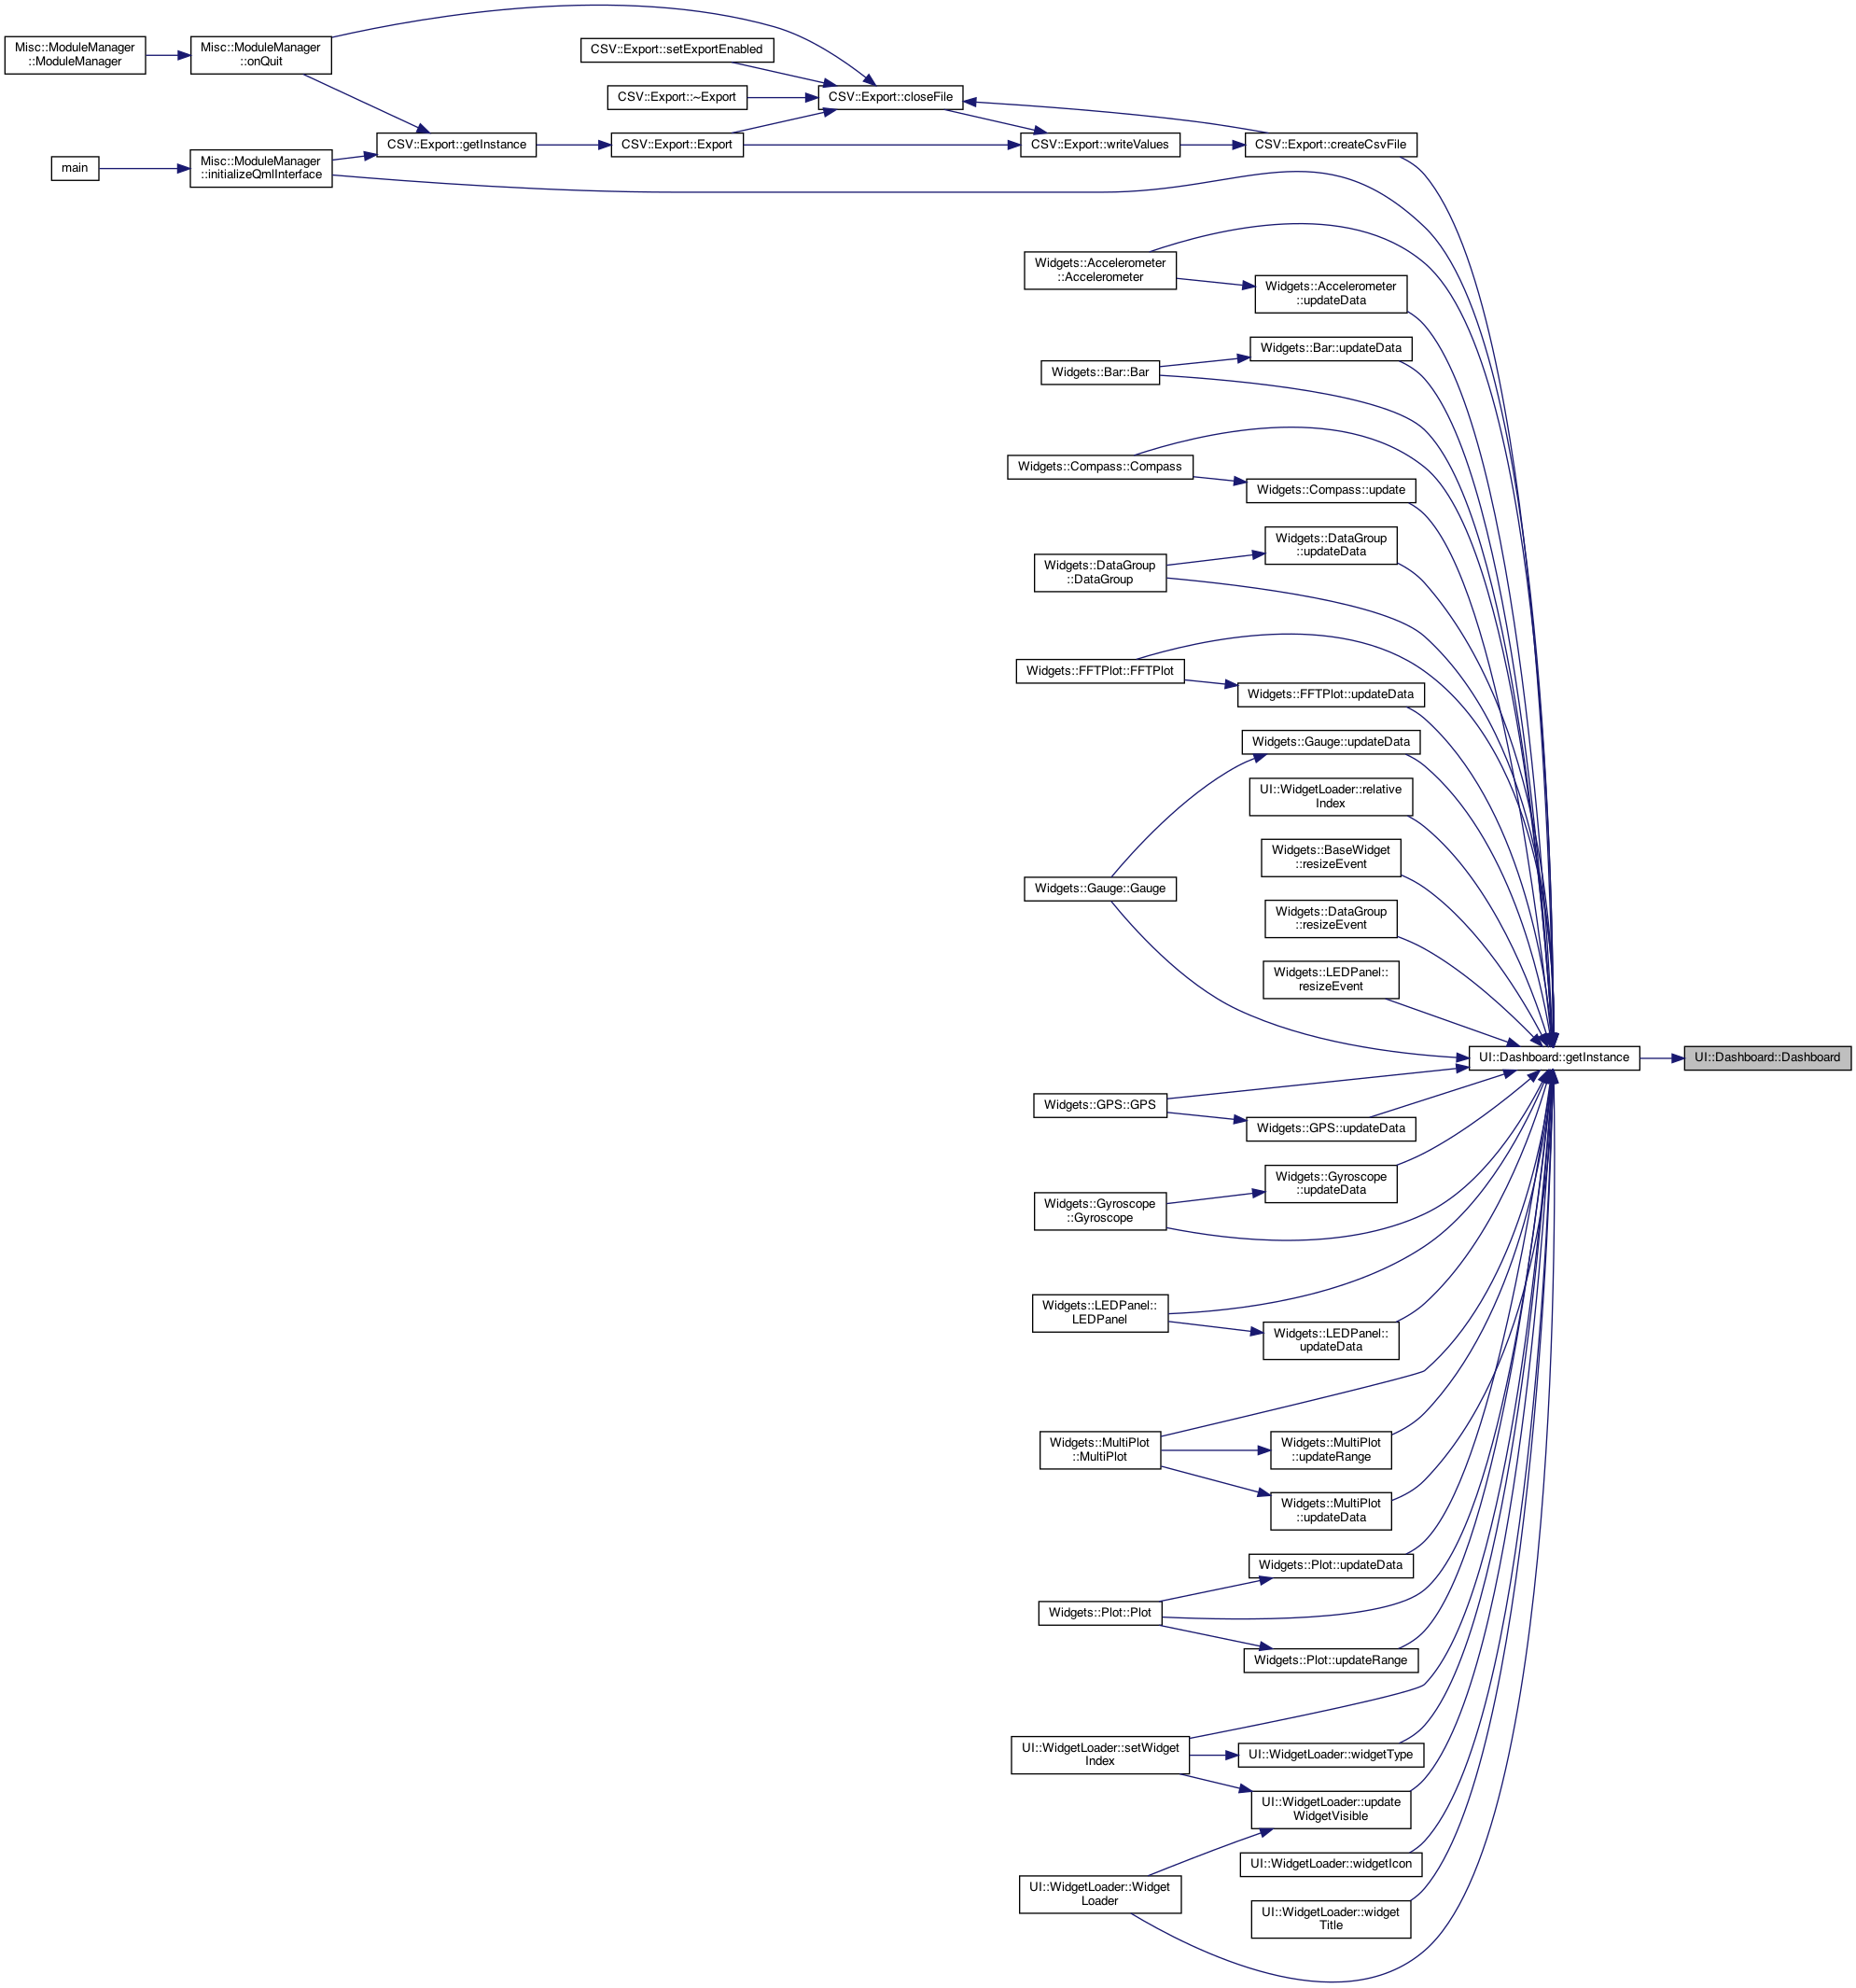 Misc::ModuleManager
::ModuleManager
Misc::ModuleManager
::onQuit
CSV::Export::setExportEnabled
CSV::Export::~Export
CSV::Export::closeFile
CSV::Export::getInstance
CSV::Export::Export
CSV::Export::writeValues
CSV::Export::createCsvFile
main
Misc::ModuleManager
::initializeQmlInterface
Widgets::Accelerometer
::Accelerometer
Widgets::Accelerometer
::updateData
Widgets::Bar::updateData
Widgets::Bar::Bar
Widgets::Compass::Compass
Widgets::Compass::update
Widgets::DataGroup
::updateData
Widgets::DataGroup
::DataGroup
Widgets::FFTPlot::FFTPlot
Widgets::FFTPlot::updateData
Widgets::Gauge::updateData
UI::WidgetLoader::relative
Index
Widgets::BaseWidget
::resizeEvent
Widgets::Gauge::Gauge
Widgets::DataGroup
::resizeEvent
Widgets::LEDPanel::
resizeEvent
UI::Dashboard::getInstance
UI::Dashboard::Dashboard
Widgets::GPS::GPS
Widgets::GPS::updateData
Widgets::Gyroscope
::updateData
Widgets::Gyroscope
::Gyroscope
Widgets::LEDPanel::
LEDPanel
Widgets::LEDPanel::
updateData
Widgets::MultiPlot
::MultiPlot
Widgets::MultiPlot
::updateRange
Widgets::MultiPlot
::updateData
Widgets::Plot::updateData
Widgets::Plot::Plot
Widgets::Plot::updateRange
UI::WidgetLoader::setWidget
Index
UI::WidgetLoader::widgetType
UI::WidgetLoader::update
WidgetVisible
UI::WidgetLoader::widgetIcon
UI::WidgetLoader::Widget
Loader
UI::WidgetLoader::widget
Title